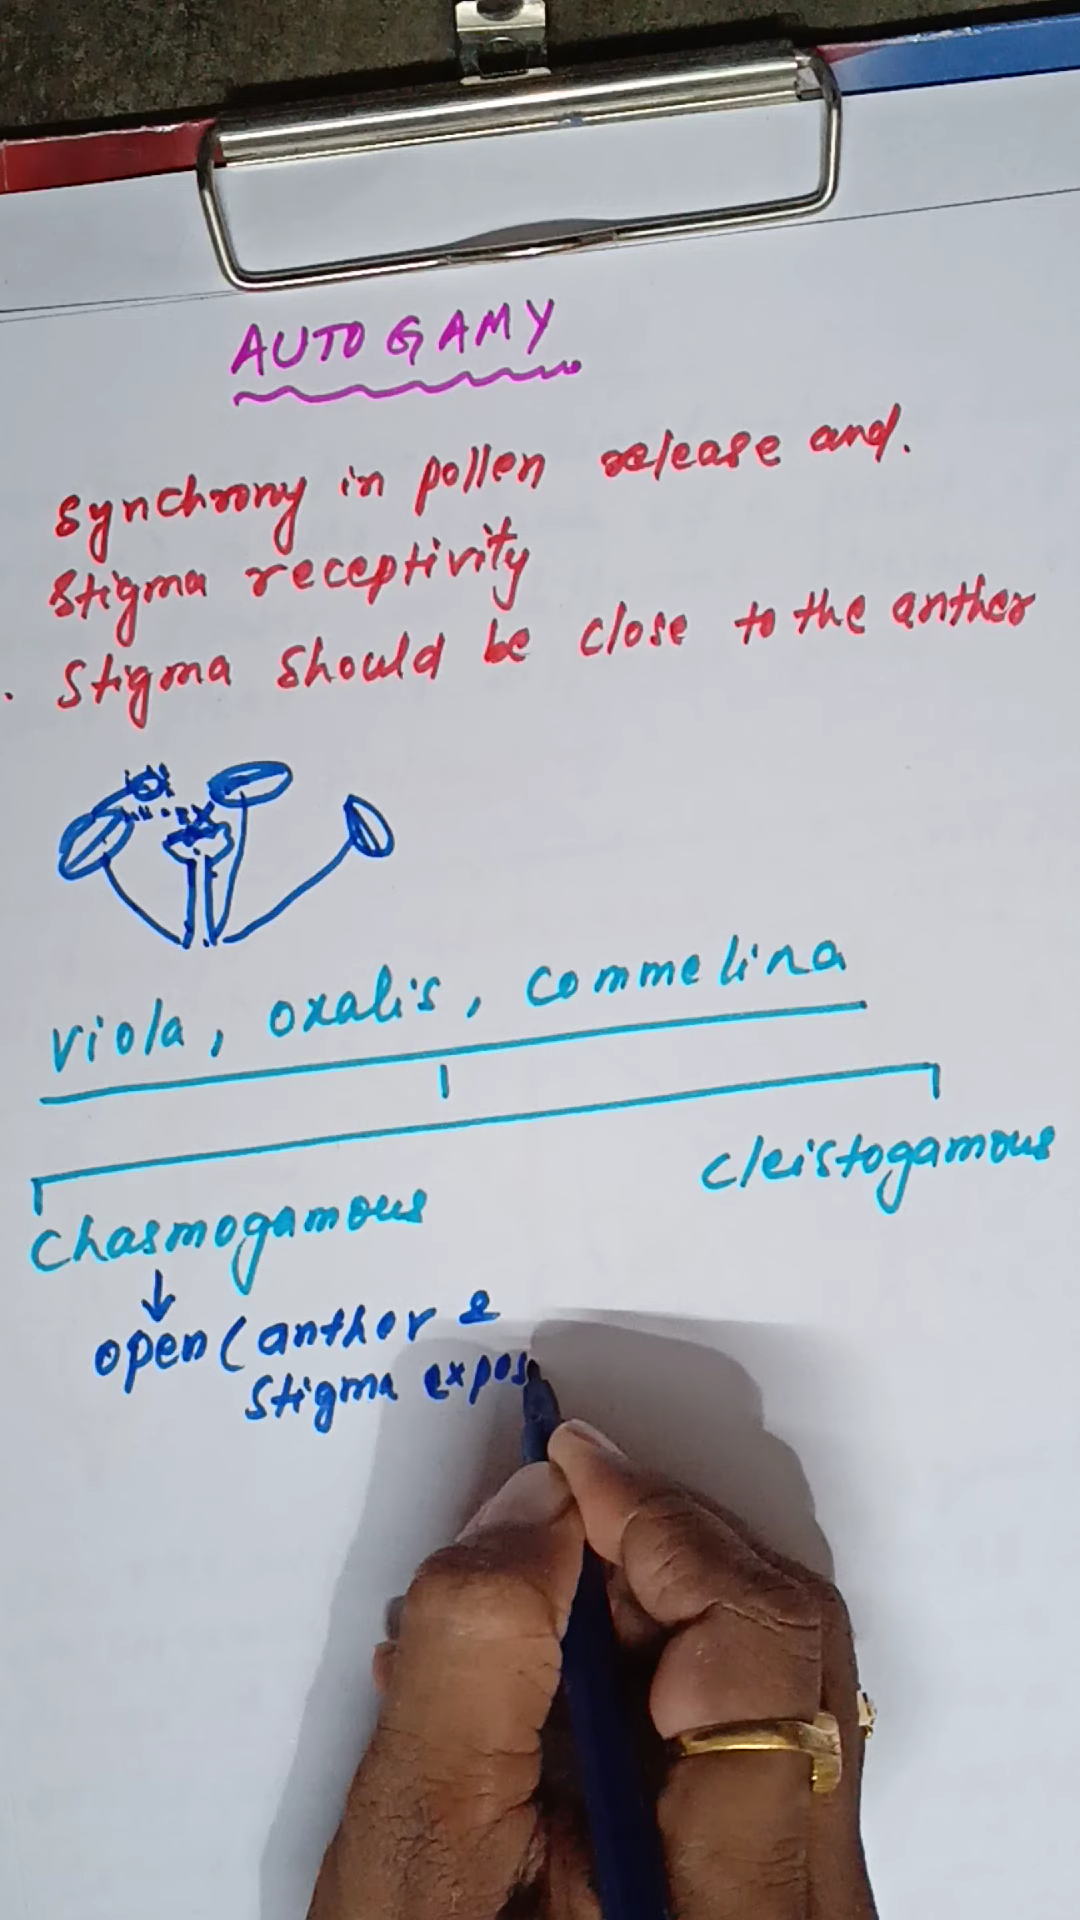 AUTOGAMY
Synchrony in pollen release and.
Stigma receptivity
. Stigma should be close to the anther
viola, oxalis, commelina
cleistogamous
chasmogamous
↓
open (anther &
stigma expos